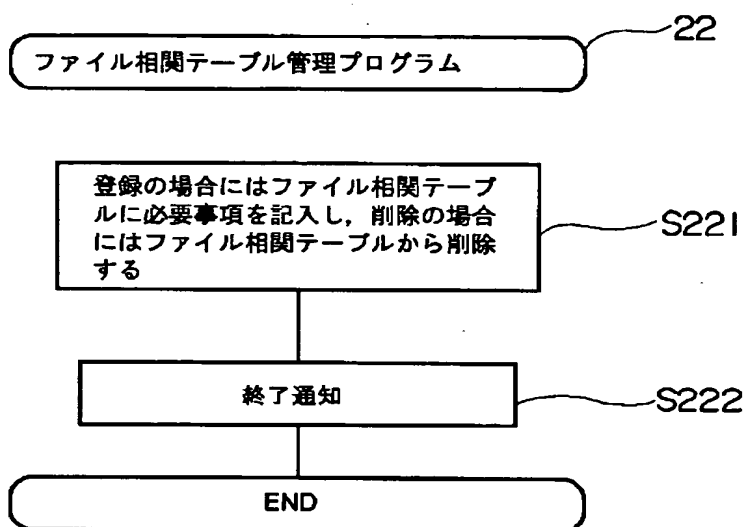 22
ファイル相関テーブル管理プログラム
登録の場合にはファイル相関テーブ
ルに必要事項を記入し，削除の場合
にはファイル相関テーブルから削除
する
S221
終了通知
S222
END